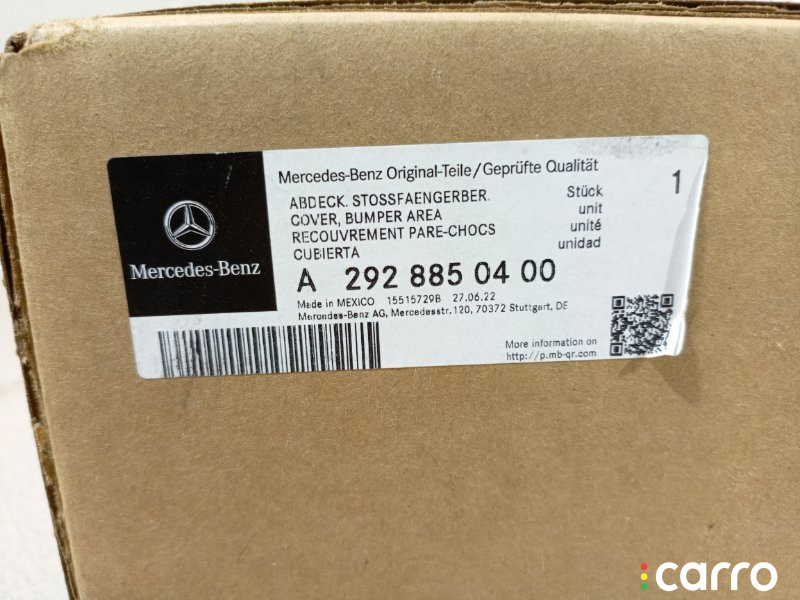 Mercedes-Benz Original-Teile/Geprüfte Qualität
ABDECK. STOSSFAENGERBER. Stück 1
COVER, BUMPER AREA unit
RECOUVREMENT PARE-CHOCS unité
CUBIERTA unidad
Mercedes-Benz
A 292 885 04 00
Made in MEXICO 15515729B 27.06.22
Mercedes-Benz AG, Mercedesstr.120, 70372 Stuttgart, DE
More information on
http://p.mb-qr.com
carro